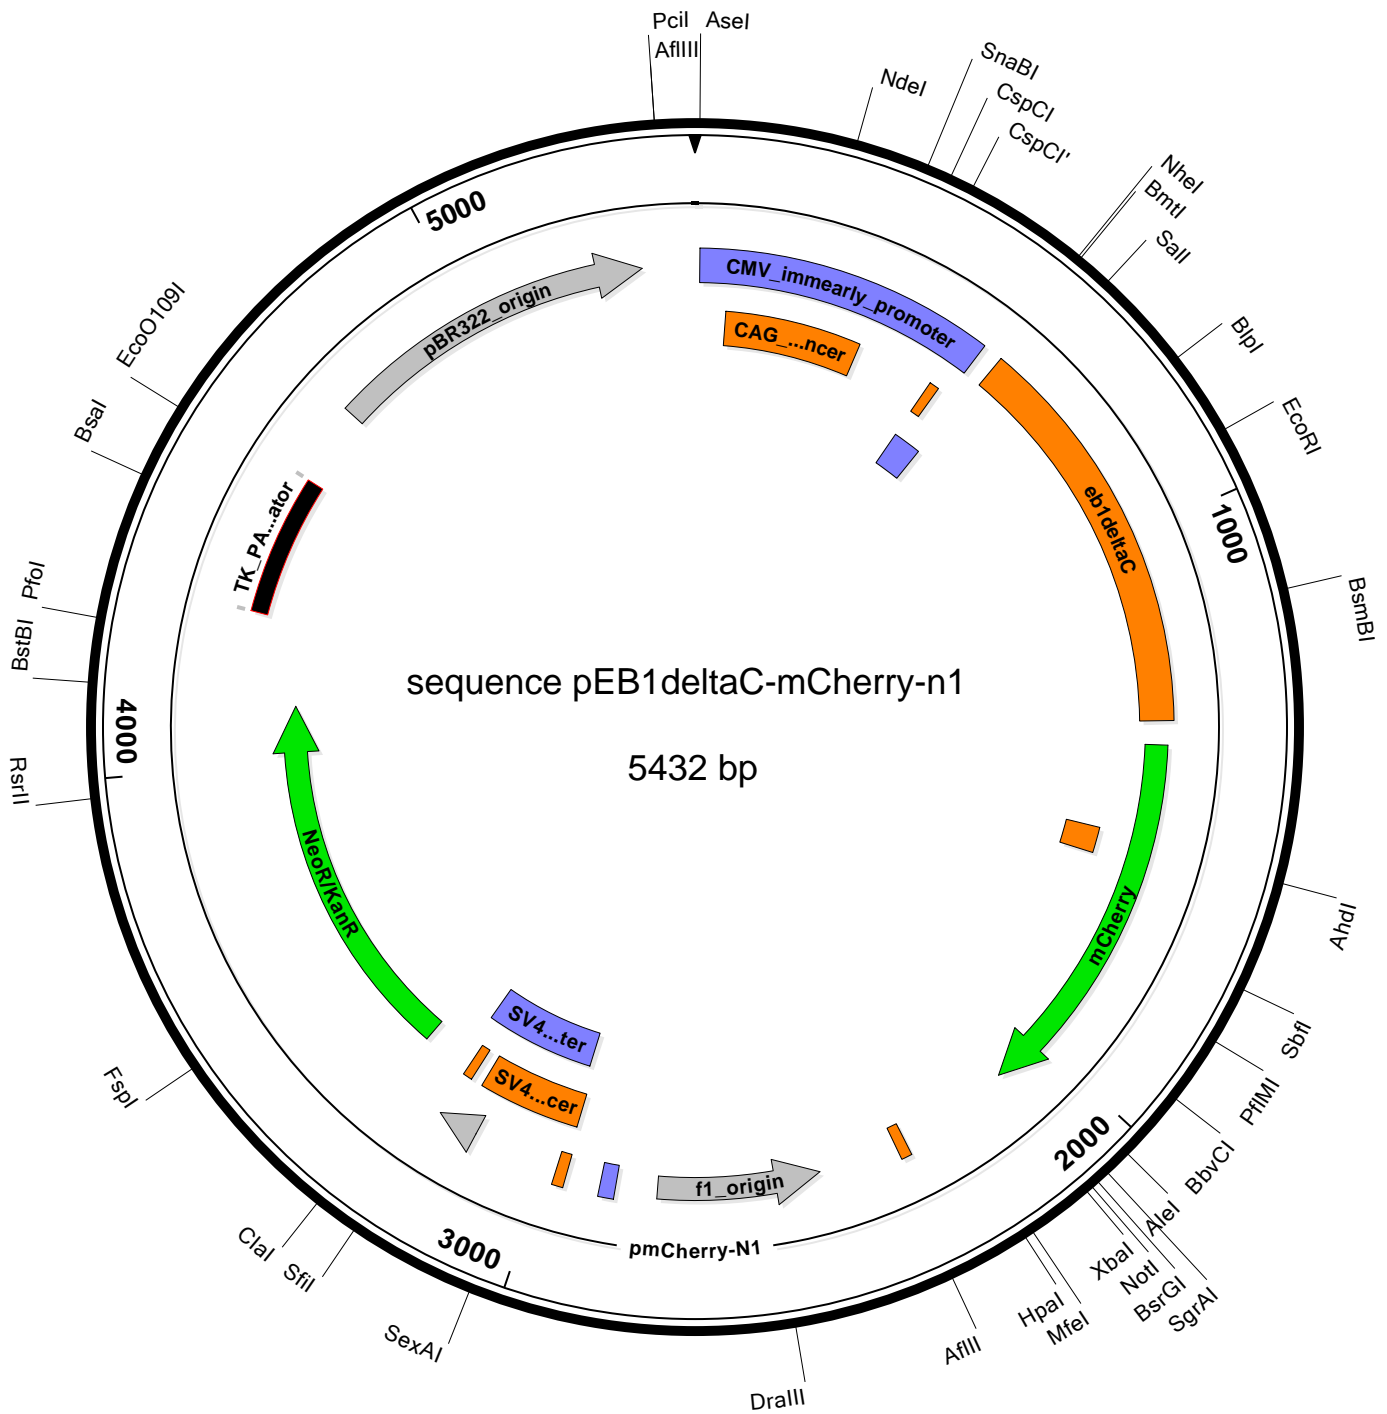 PciI
AseI
AflIII
SnaBI
NdeI
CspCI
CspCI'
NheI
BmtI
SalI
BlpI
EcoRI
BsmBI
AhdI
SbfI
PflMI
BbvCI
AleI
SgrAI
BsrGI
NotI
XbaI
MfeI
HpaI
AflII
DraIII
SexAI
SfiI
ClaI
FspI
RsrII
BstBI
PfoI
BsaI
EcoO109I
1000
2000
3000
4000
5000
CMV_immearly_promoter
CAG_...ncer
eb1deltaC
mCherry
f1_origin
pmCherry-N1
SV4...ter
SV4...cer
NeoR/KanR
TK_PA...ator
pBR322_origin
sequence pEB1deltaC-mCherry-n1
5432 bp